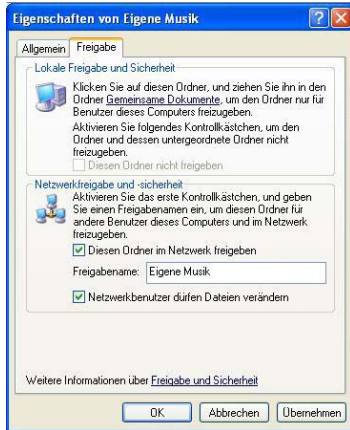 Eigenschaften von Eigene Musik
Allgemein
Freigabe
Lokale Freigabe und Sicherheit
Klicken Sie auf diesen Ordner, und ziehen Sie ihn in den
Ordner Gemeinsame Dokumente, um den Ordner nur für
Benutzer dieses Computers freizugeben.
Aktivieren Sie folgendes Kontrollkästchen, um den
Ordner und dessen untergeordnete Ordner nicht
freizugeben.
Diesen Ordner nicht freigeben
Netzwerkfreigabe und -sicherheit
Aktivieren Sie das erste Kontrollkästchen, und geben
Sie einen Freigabenamen ein, um diesen Ordner für
andere Benutzer dieses Computers und im Netzwerk
freizugeben.
Diesen Ordner im Netzwerk freigeben
Freigabename: Eigene Musik
Netzwerkbenutzer dürfen Dateien verändern
Weitere Informationen über Freigabe und Sicherheit
OK Abbrechen Übernehmen